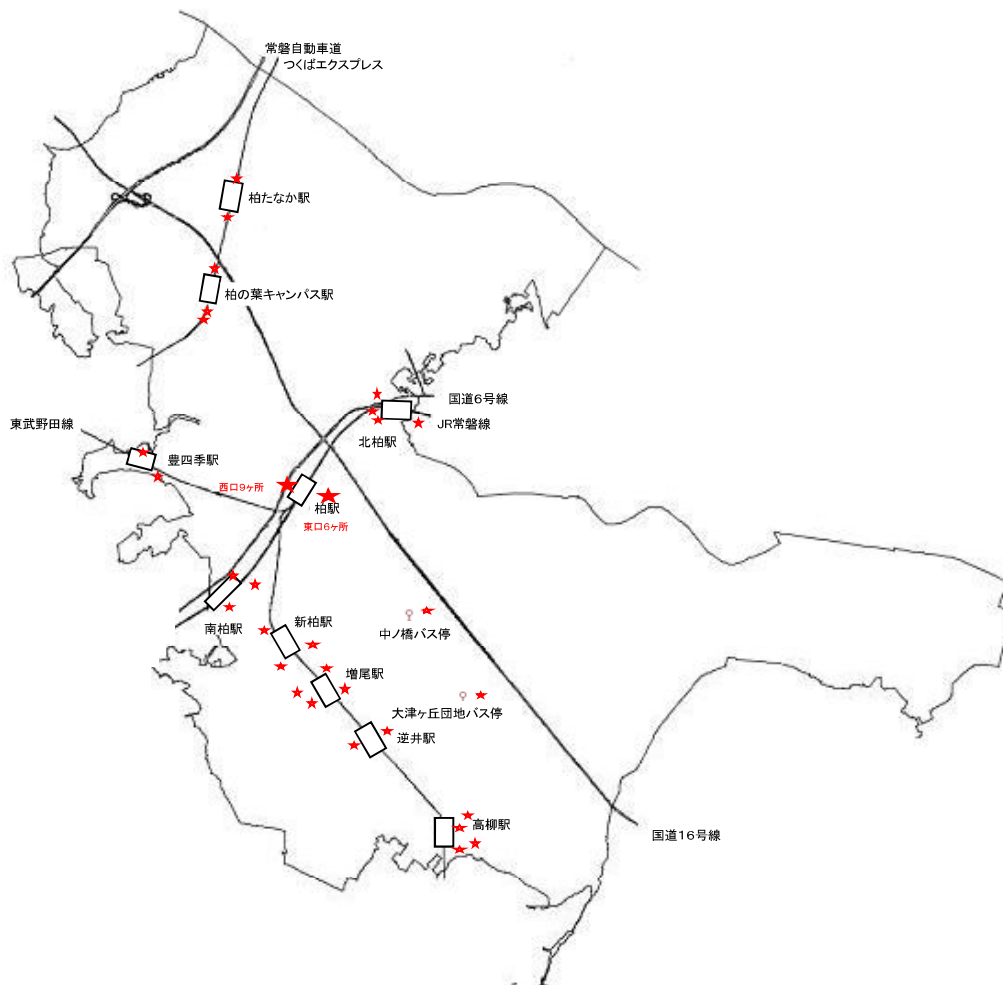 常磐自動車道
つくばエクスプレス
柏たなか駅
柏の葉キャンパス駅
国道6号線
東武野田線
JR常磐線
北柏駅
豊四季駅
西口9ヶ所
柏駅
東口6ヶ所
南柏駅
新柏駅
中ノ橋バス停
増尾駅
大津ヶ丘団地バス停
逆井駅
高柳駅
国道16号線